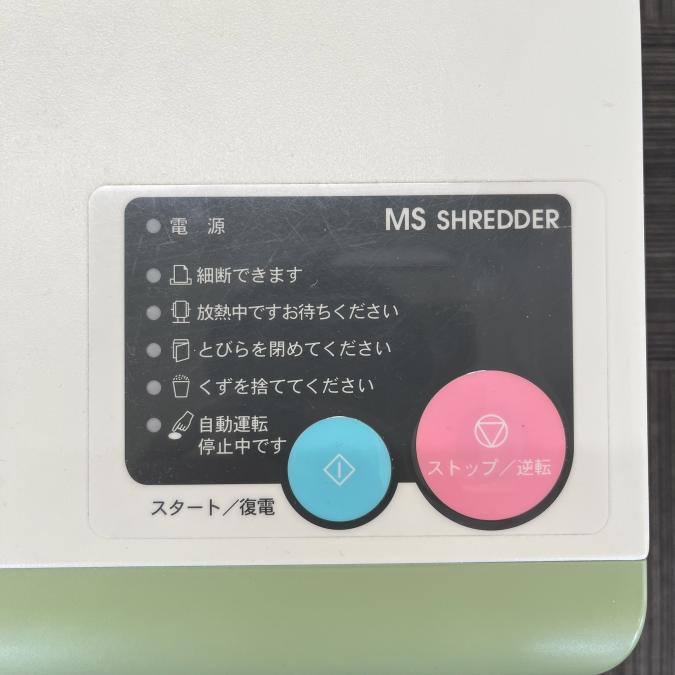 電 源
MS SHREDDER
細断できます
放熱中ですお待ちください
とびらを閉めてください
くずを捨ててください
自動運転
停止中です
ストップ／逆転
スタート／復電